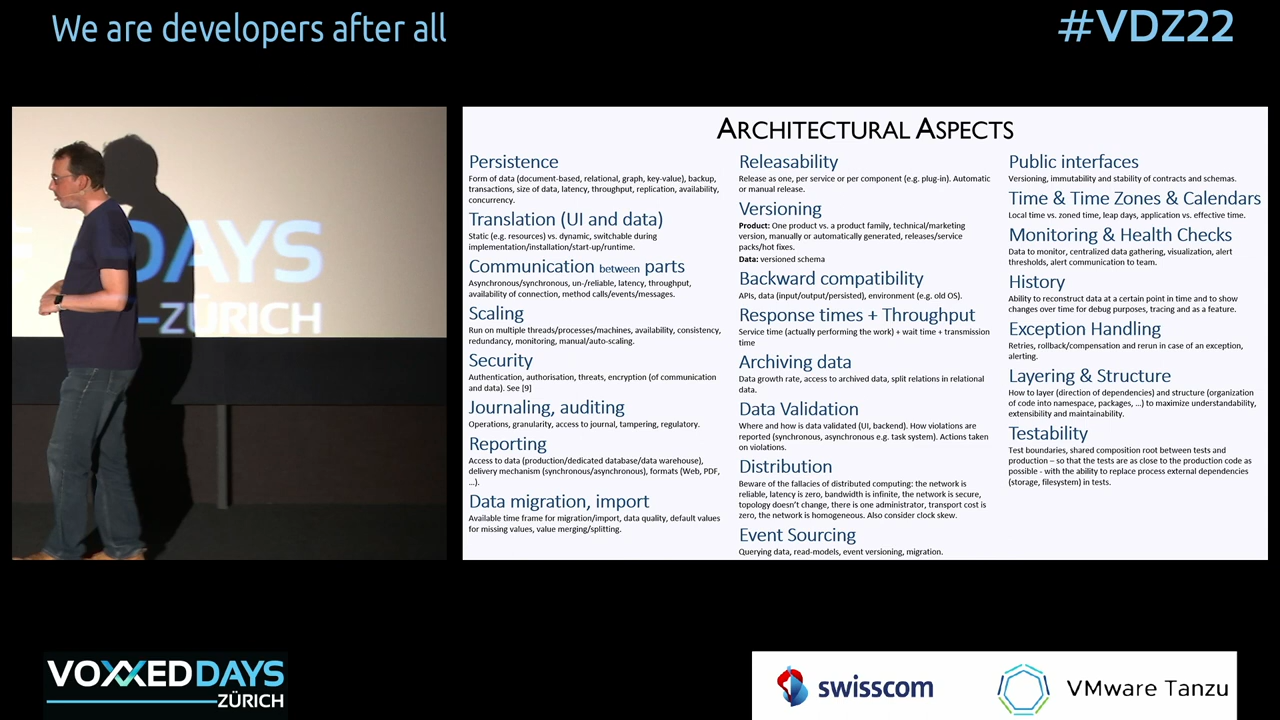 We are developers after all
#VDZ22
DAYS
ZÜRICH
ARCHITECTURAL ASPECTS
Persistence
Form of data (document-based, relational, graph, key-value), backup,
transactions, size of data, latency, throughput, replication, availability,
concurrency.
Translation (UI and data)
Static (e.g. resources) vs. dynamic, switchable during
implementation/installation/start-up/runtime.
Communication between parts
Asynchronous/synchronous, un-/reliable, latency, throughput,
availability of connection, method calls/events/messages.
Scaling
Run on multiple threads/processes/machines, availability, consistency,
redundancy, monitoring, manual/auto-scaling.
Security
Authentication, authorisation, threats, encryption (of communication
and data). See [9]
Journaling, auditing
Operations, granularity, access to journal, tampering, regulatory.
Reporting
Access to data (production/dedicated database/data warehouse),
delivery mechanism (synchronous/asynchronous), formats (Web, PDF,
…).
Data migration, import
Available time frame for migration/import, data quality, default values
for missing values, value merging/splitting.
Releasability
Release as one, per service or per component (e.g. plug-in). Automatic
or manual release.
Versioning
Product: One product vs. a product family, technical/marketing
version, manually or automatically generated, releases/service
packs/hot fixes.
Data: versioned schema
Backward compatibility
APIs, data (input/output/persisted), environment (e.g. old OS).
Response times + Throughput
Service time (actually performing the work) + wait time + transmission
time
Archiving data
Data growth rate, access to archived data, split relations in relational
data.
Data Validation
Where and how is data validated (UI, backend). How violations are
reported (synchronous, asynchronous e.g. task system). Actions taken
on violations.
Distribution
Beware of the fallacies of distributed computing: the network is
reliable, latency is zero, bandwidth is infinite, the network is secure,
topology doesn't change, there is one administrator, transport cost is
zero, the network is homogeneous. Also consider clock skew.
Event Sourcing
Querying data, read-models, event versioning, migration.
Public interfaces
Versioning, immutability and stability of contracts and schemas.
Time & Time Zones & Calendars
Local time vs. zoned time, leap days, application vs. effective time.
Monitoring & Health Checks
Data to monitor, centralized data gathering, visualization, alert
thresholds, alert communication to team.
History
Ability to reconstruct data at a certain point in time and to show
changes over time for debug purposes, tracing and as a feature.
Exception Handling
Retries, rollback/compensation and rerun in case of an exception,
alerting.
Layering & Structure
How to layer (direction of dependencies) and structure (organization
of code into namespace, packages, …) to maximize understandability,
extensibility and maintainability.
Testability
Test boundaries, shared composition root between tests and
production – so that the tests are as close to the production code as
possible - with the ability to replace process external dependencies
(storage, filesystem) in tests.
VOXXED DAYS
ZÜRICH
swisscom
VMware Tanzu